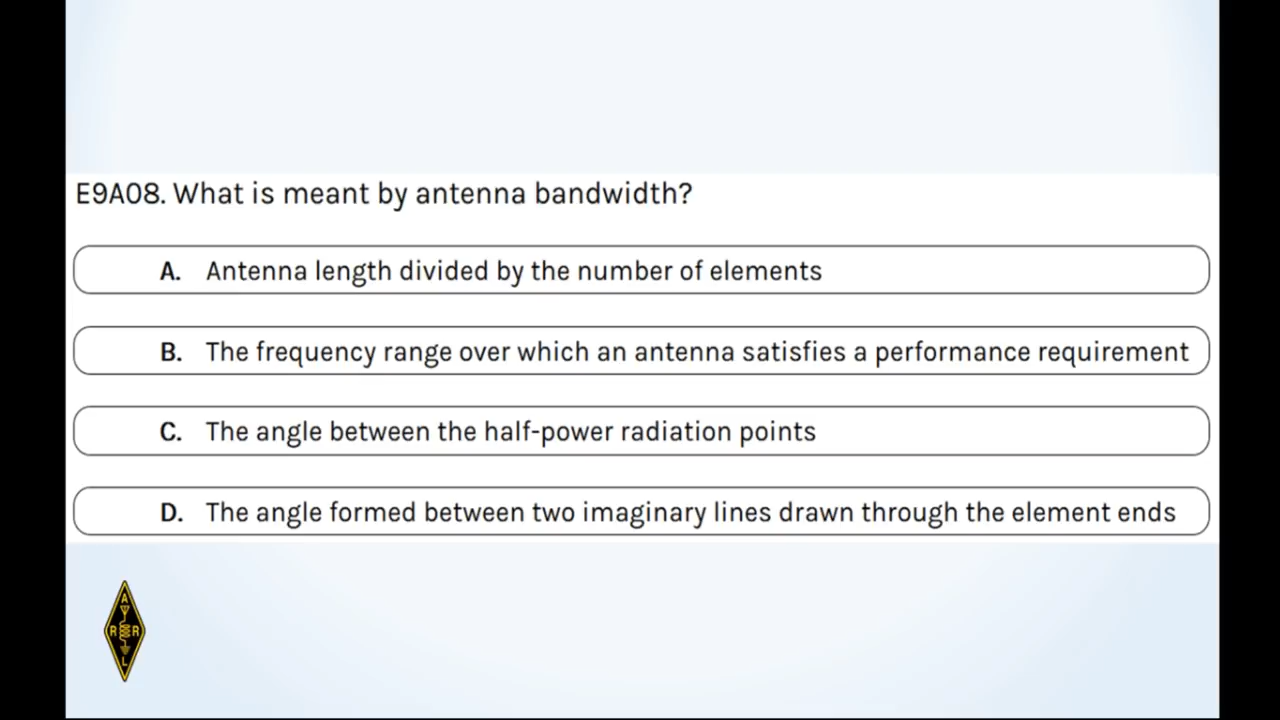 E9A08. What is meant by antenna bandwidth?
A. Antenna length divided by the number of elements
B. The frequency range over which an antenna satisfies a performance requirement
C. The angle between the half-power radiation points
D. The angle formed between two imaginary lines drawn through the element ends
A
R R
L